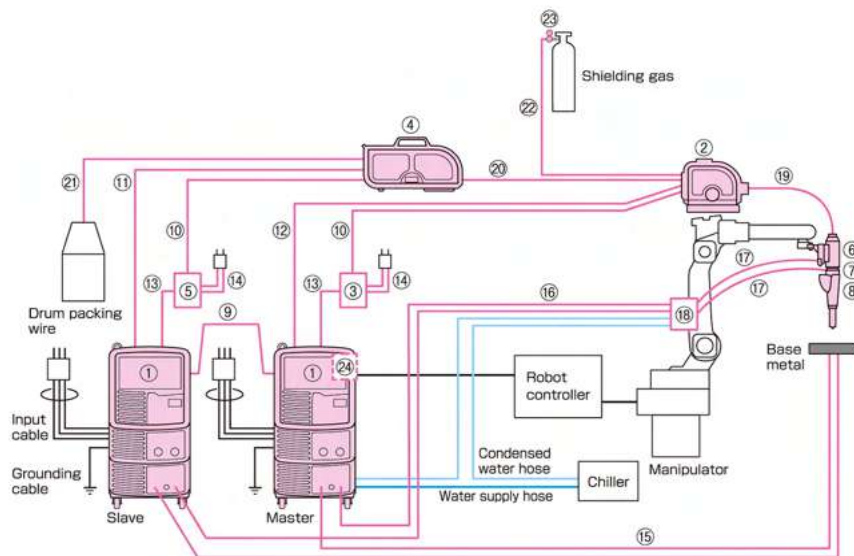 ㉓
Shielding gas
㉒
④
②
㉑
⑪
⑳
⑲
⑩
⑫
⑩
⑥
⑰
⑦
⑬
⑤
⑭
⑬
③
⑭
⑯
⑰
⑧
⑱
Drum packing
wire
⑨
Base
metal
①
①
㉔
Robot
controller
Input
cable
Condensed
water hose
Chiller
Manipulator
Grounding
cable
Water supply hose
Slave
Master
⑮